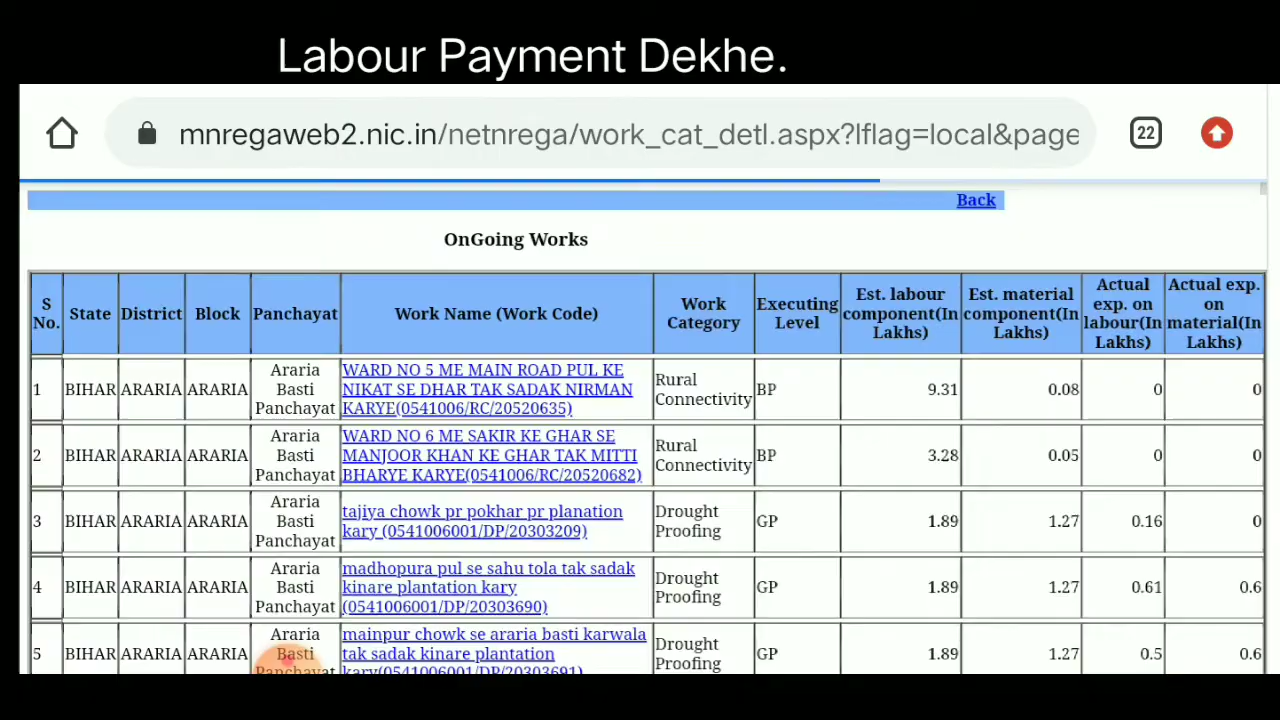 Labour Payment Dekhe.
mnregaweb2.nic.in/netnrega/work_cat_detl.aspx?lflag=local&page
22
Back
OnGoing Works
S No. State District Block Panchayat Work Name (Work Code) Work Category Executing Level Est. labour component(In Lakhs) Est. material component(In Lakhs) Actual exp. on labour(In Lakhs) Actual exp. on material(In Lakhs)
1 BIHAR ARARIA ARARIA Araria Basti Panchayat WARD NO 5 ME MAIN ROAD PUL KE NIKAT SE DHAR TAK SADAK NIRMAN KARYE(0541006/RC/20520635) Rural Connectivity BP 9.31 0.08 0 0
2 BIHAR ARARIA ARARIA Araria Basti Panchayat WARD NO 6 ME SAKIR KE GHAR SE MANJOOR KHAN KE GHAR TAK MITTI BHARYE KARYE(0541006/RC/20520682) Rural Connectivity BP 3.28 0.05 0 0
3 BIHAR ARARIA ARARIA Araria Basti Panchayat tajiya chowk pr pokhar pr planation kary (0541006001/DP/20303209) Drought Proofing GP 1.89 1.27 0.16 0
4 BIHAR ARARIA ARARIA Araria Basti Panchayat madhopura pul se sahu tola tak sadak kinare plantation kary (0541006001/DP/20303690) Drought Proofing GP 1.89 1.27 0.61 0.6
5 BIHAR ARARIA ARARIA Araria Basti Panchayat mainpur chowk se araria basti karwala tak sadak kinare plantation kary(0541006001/DP/20303691) Drought Proofing GP 1.89 1.27 0.5 0.6